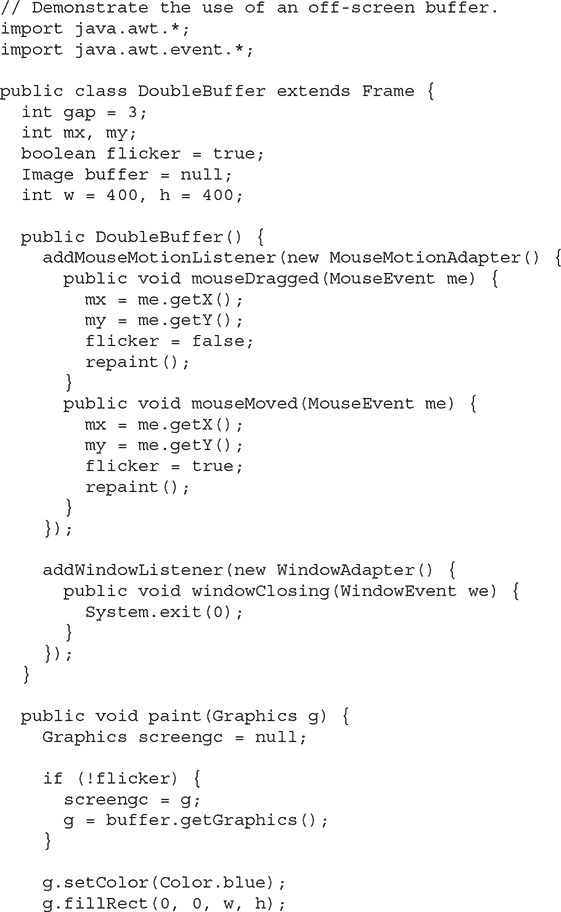 // Demonstrate the use of an off-screen buffer.
import java.awt.*;
import java.awt.event.*;

public class DoubleBuffer extends Frame {
  int gap = 3;
  int mx, my;
  boolean flicker = true;
  Image buffer = null;
  int w = 400, h = 400;

  public DoubleBuffer() {
    addMouseMotionListener(new MouseMotionAdapter() {
      public void mouseDragged(MouseEvent me) {
        mx = me.getX();
        my = me.getY();
        flicker = false;
        repaint();
      }
      public void mouseMoved(MouseEvent me) {
        mx = me.getX();
        my = me.getY();
        flicker = true;
        repaint();
      }
    });

    addWindowListener(new WindowAdapter() {
      public void windowClosing(WindowEvent we) {
        System.exit(0);
      }
    });
  }

  public void paint(Graphics g) {
    Graphics screengc = null;

    if (!flicker) {
      screengc = g;
      g = buffer.getGraphics();
    }

    g.setColor(Color.blue);
    g.fillRect(0, 0, w, h);